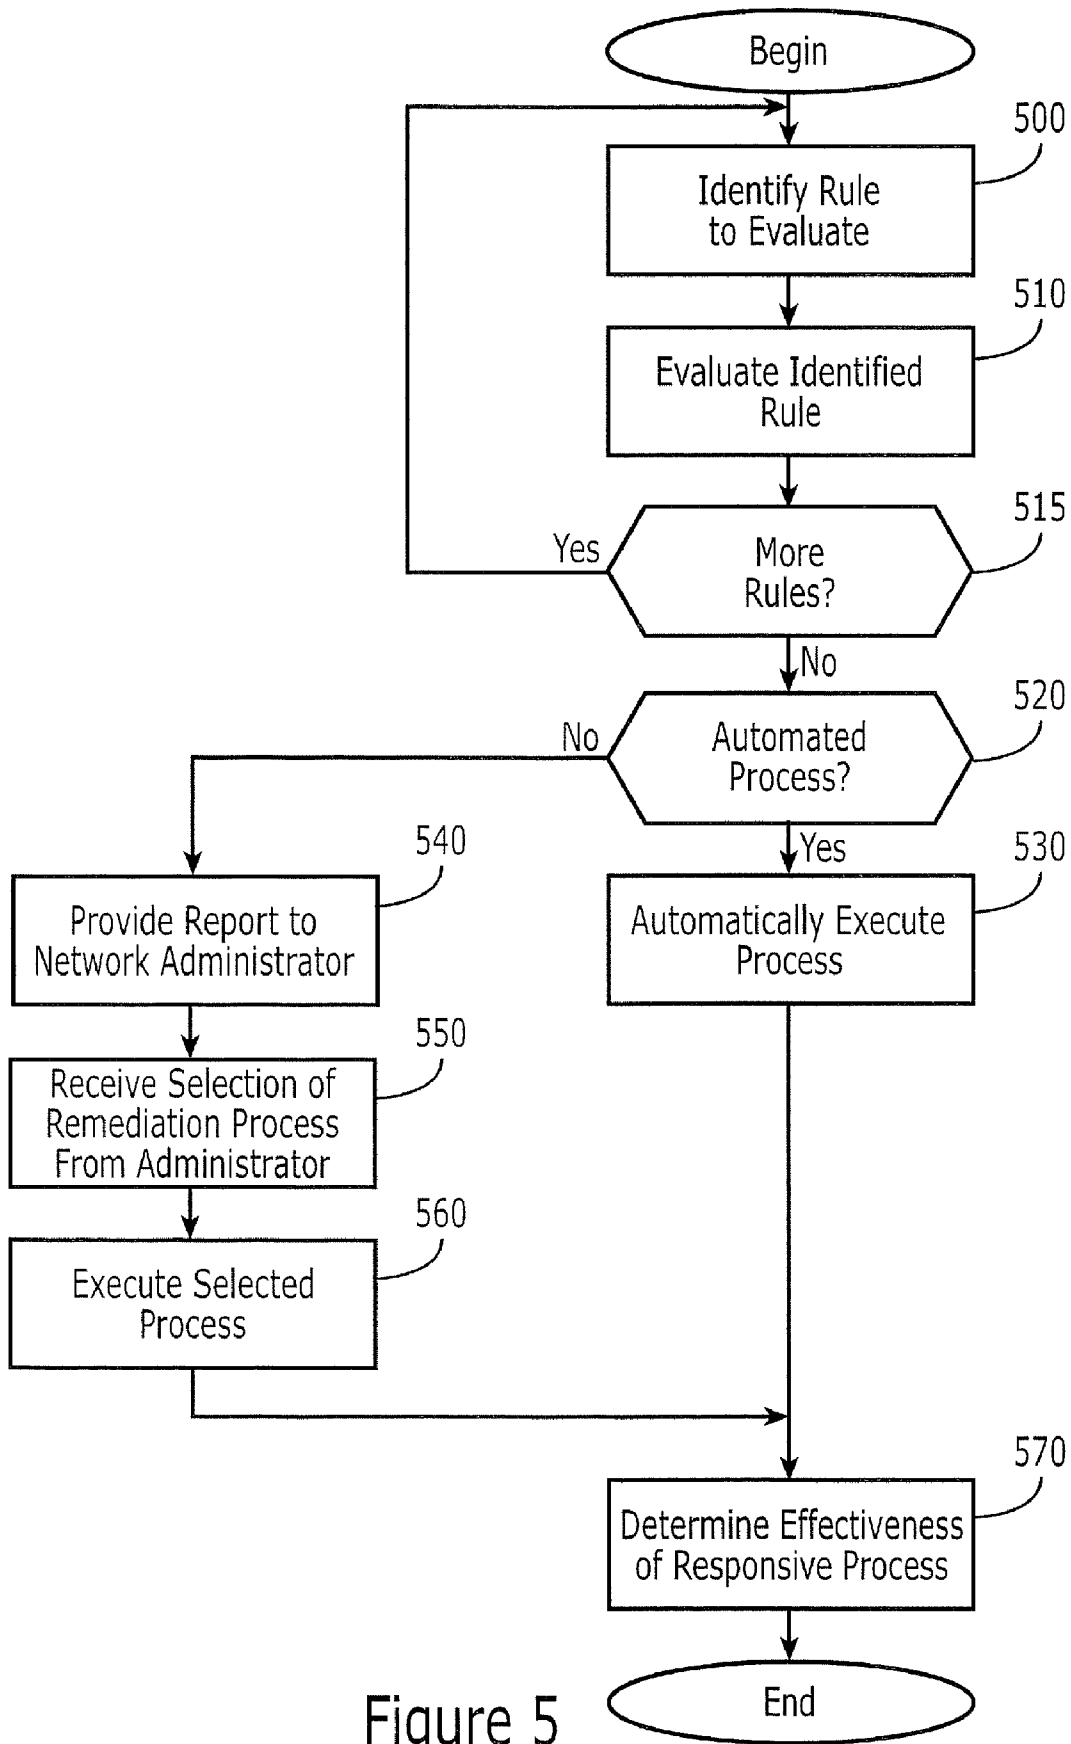 Begin
500
Identify Rule
to Evaluate
510
Evaluate Identified
Rule
515
Yes
More
Rules?
No
520
No
Automated
Process?
Yes
530
540
Automatically Execute
Process
Provide Report to
Network Administrator
550
Receive Selection of
Remediation Process
From Administrator
560
Execute Selected
Process
570
Determine Effectiveness
of Responsive Process
End
Figure 5